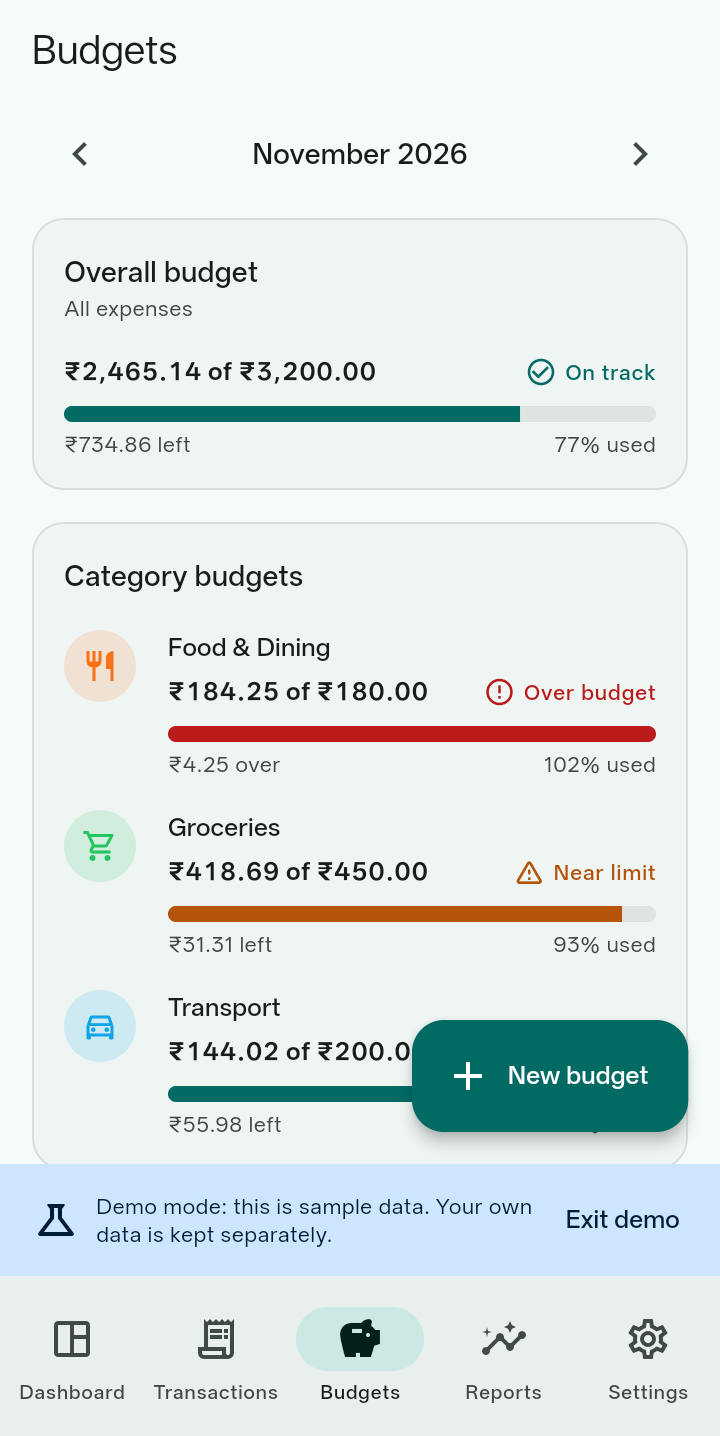 Budgets
November 2026
Overall budget
All expenses
₹2,465.14 of ₹3,200.00
On track
₹734.86 left
77% used
Category budgets
Food & Dining
₹184.25 of ₹180.00
Over budget
₹4.25 over
102% used
Groceries
₹418.69 of ₹450.00
Near limit
₹31.31 left
93% used
Transport
₹144.02 of ₹200.0
New budget
₹55.98 left
Demo mode: this is sample data. Your own
data is kept separately.
Exit demo
Dashboard
Transactions
Budgets
Reports
Settings